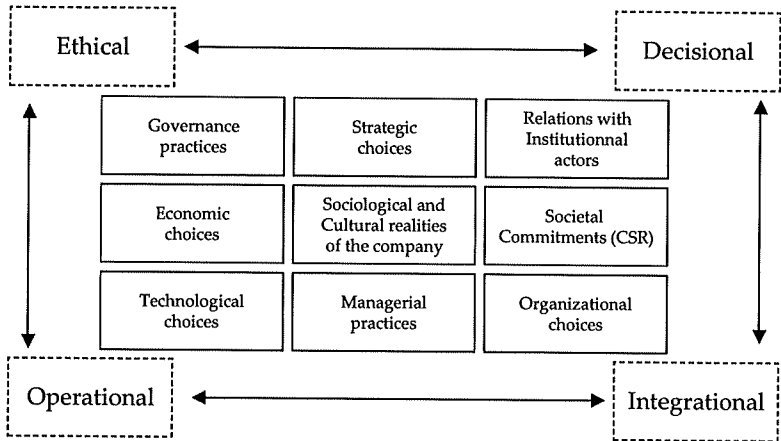 Ethical
Decisional
Governance
practices
Strategic
choices
Relations with
Institutionnal
actors
Economic
choices
Sociological and
Cultural realities
of the company
Societal
Commitments (CSR)
Technological
choices
Managerial
practices
Organizational
choices
Operational
Integrational